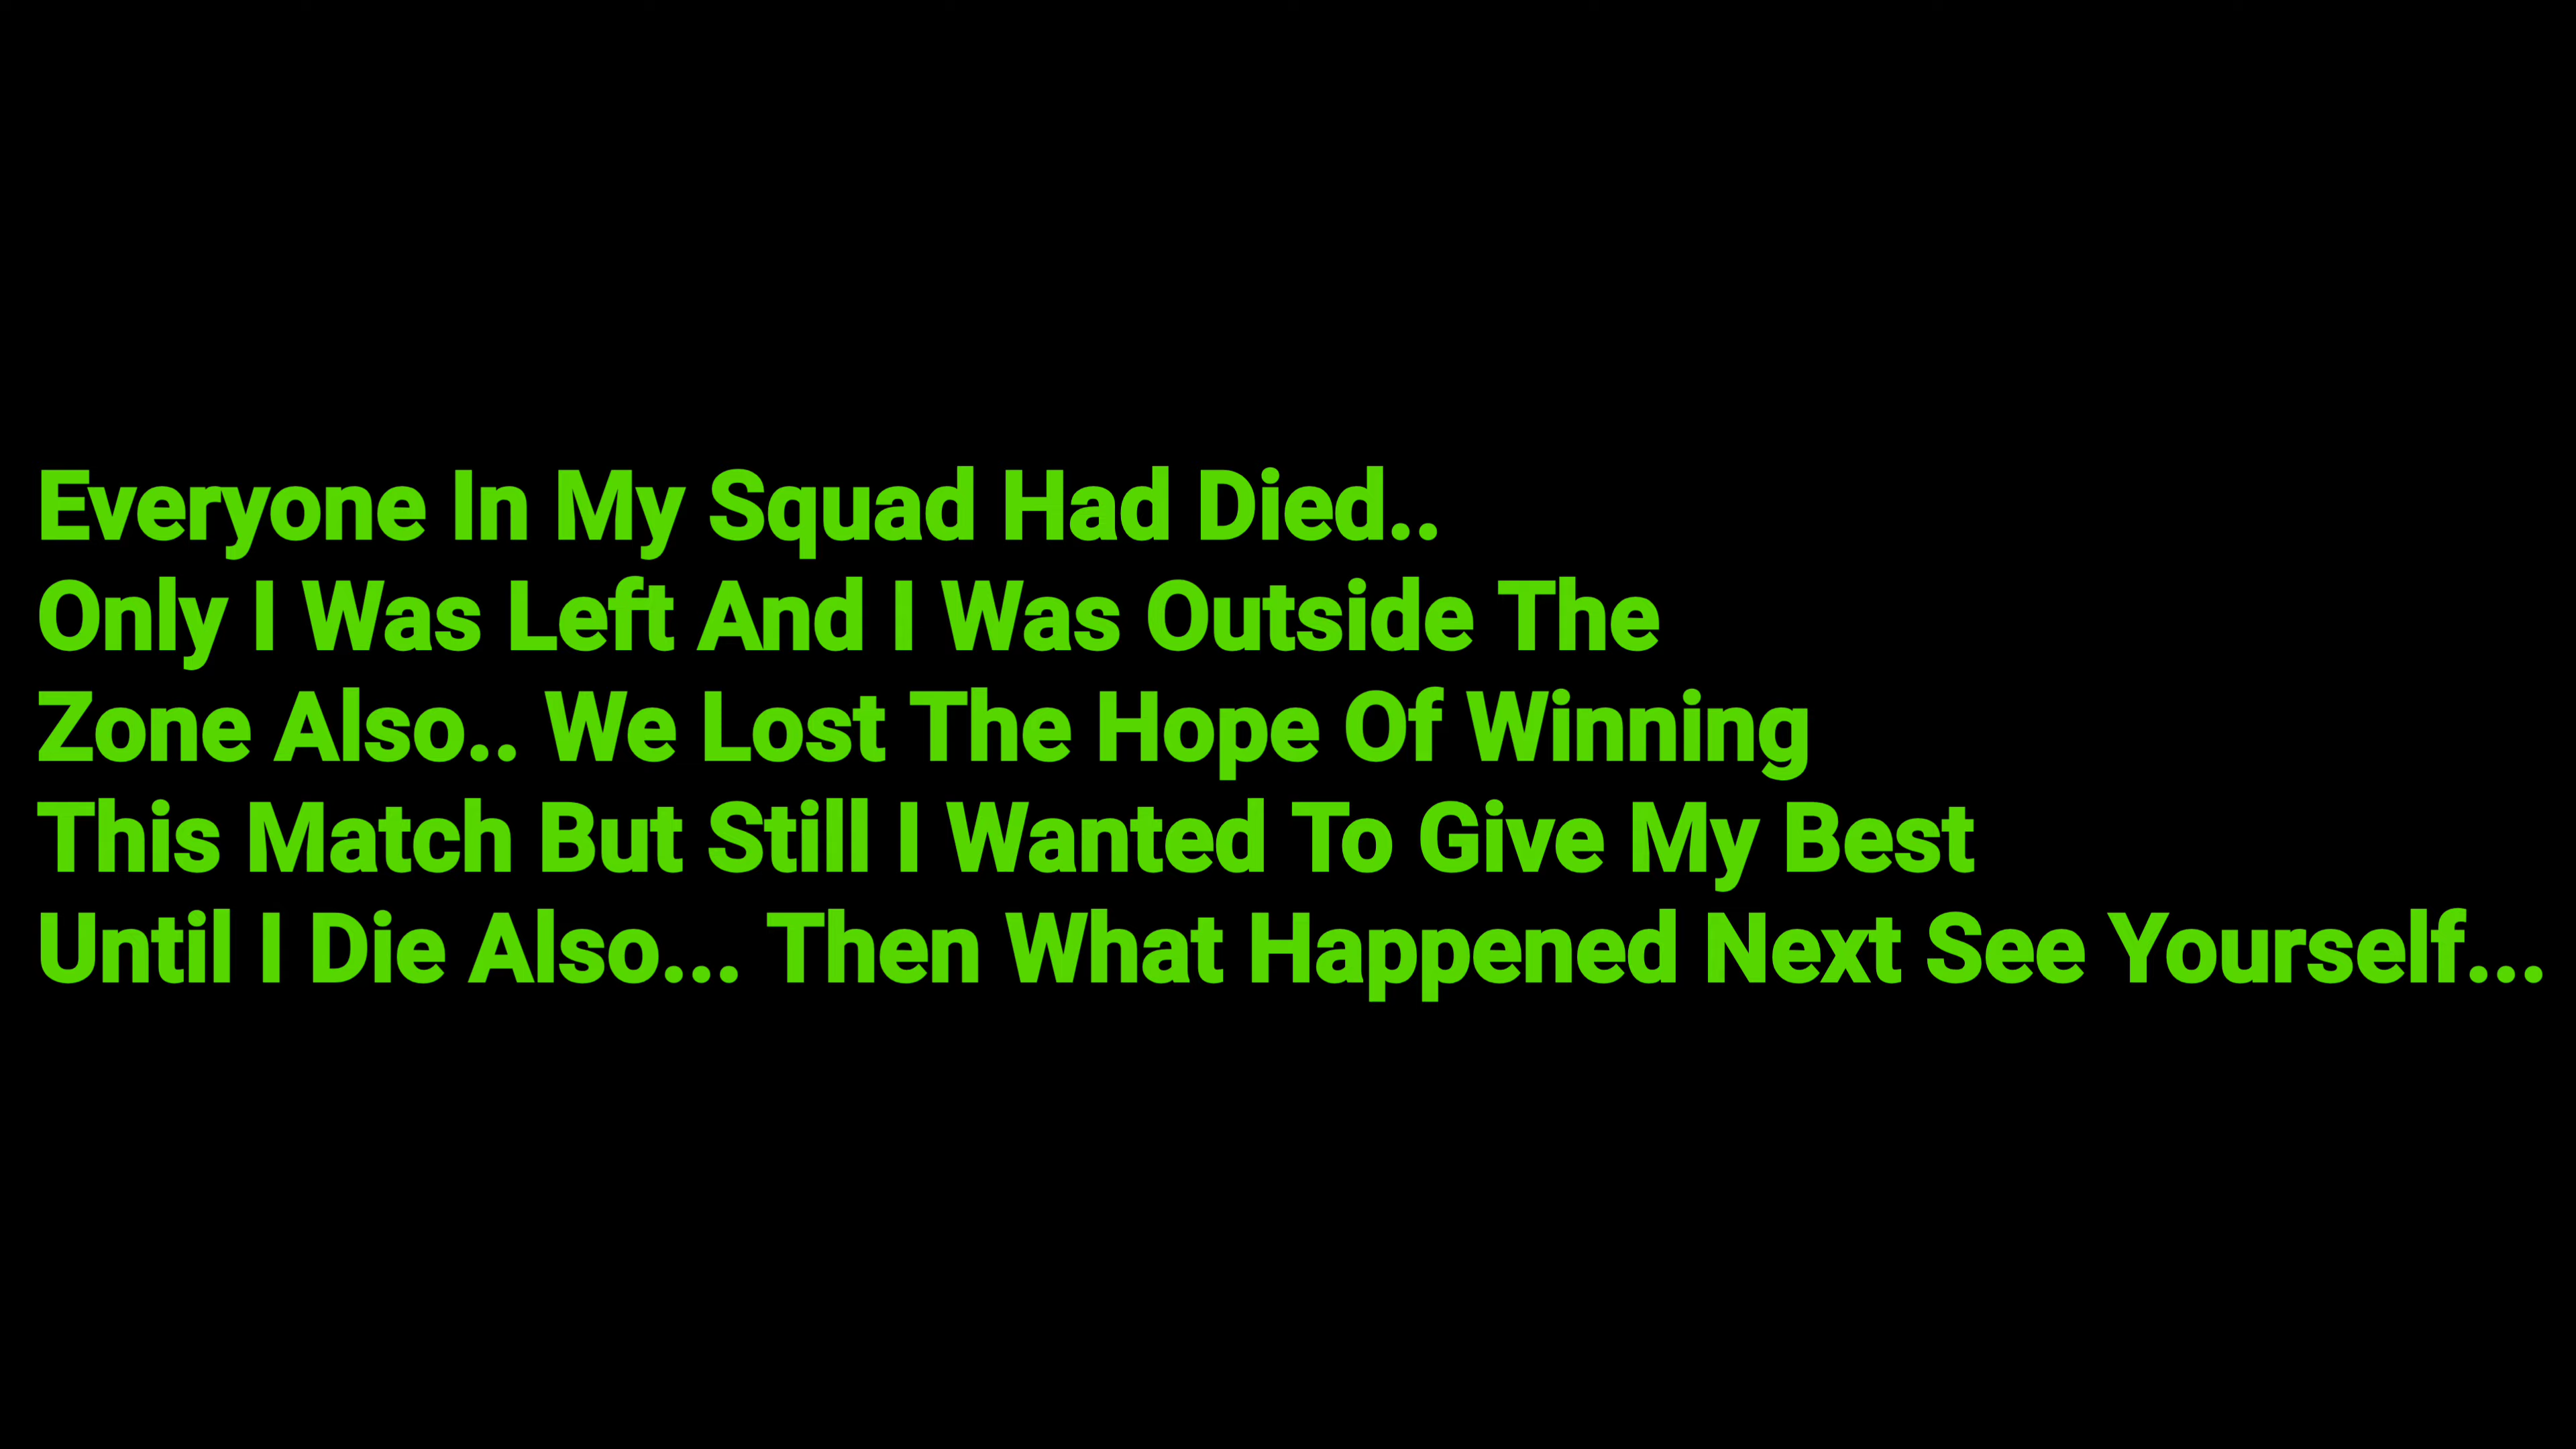 Everyone In My Squad Had Died..
Only I Was Left And I Was Outside The
Zone Also.. We Lost The Hope Of Winning
This Match But Still I Wanted To Give My Best
Until I Die Also... Then What Happened Next See Yourself...